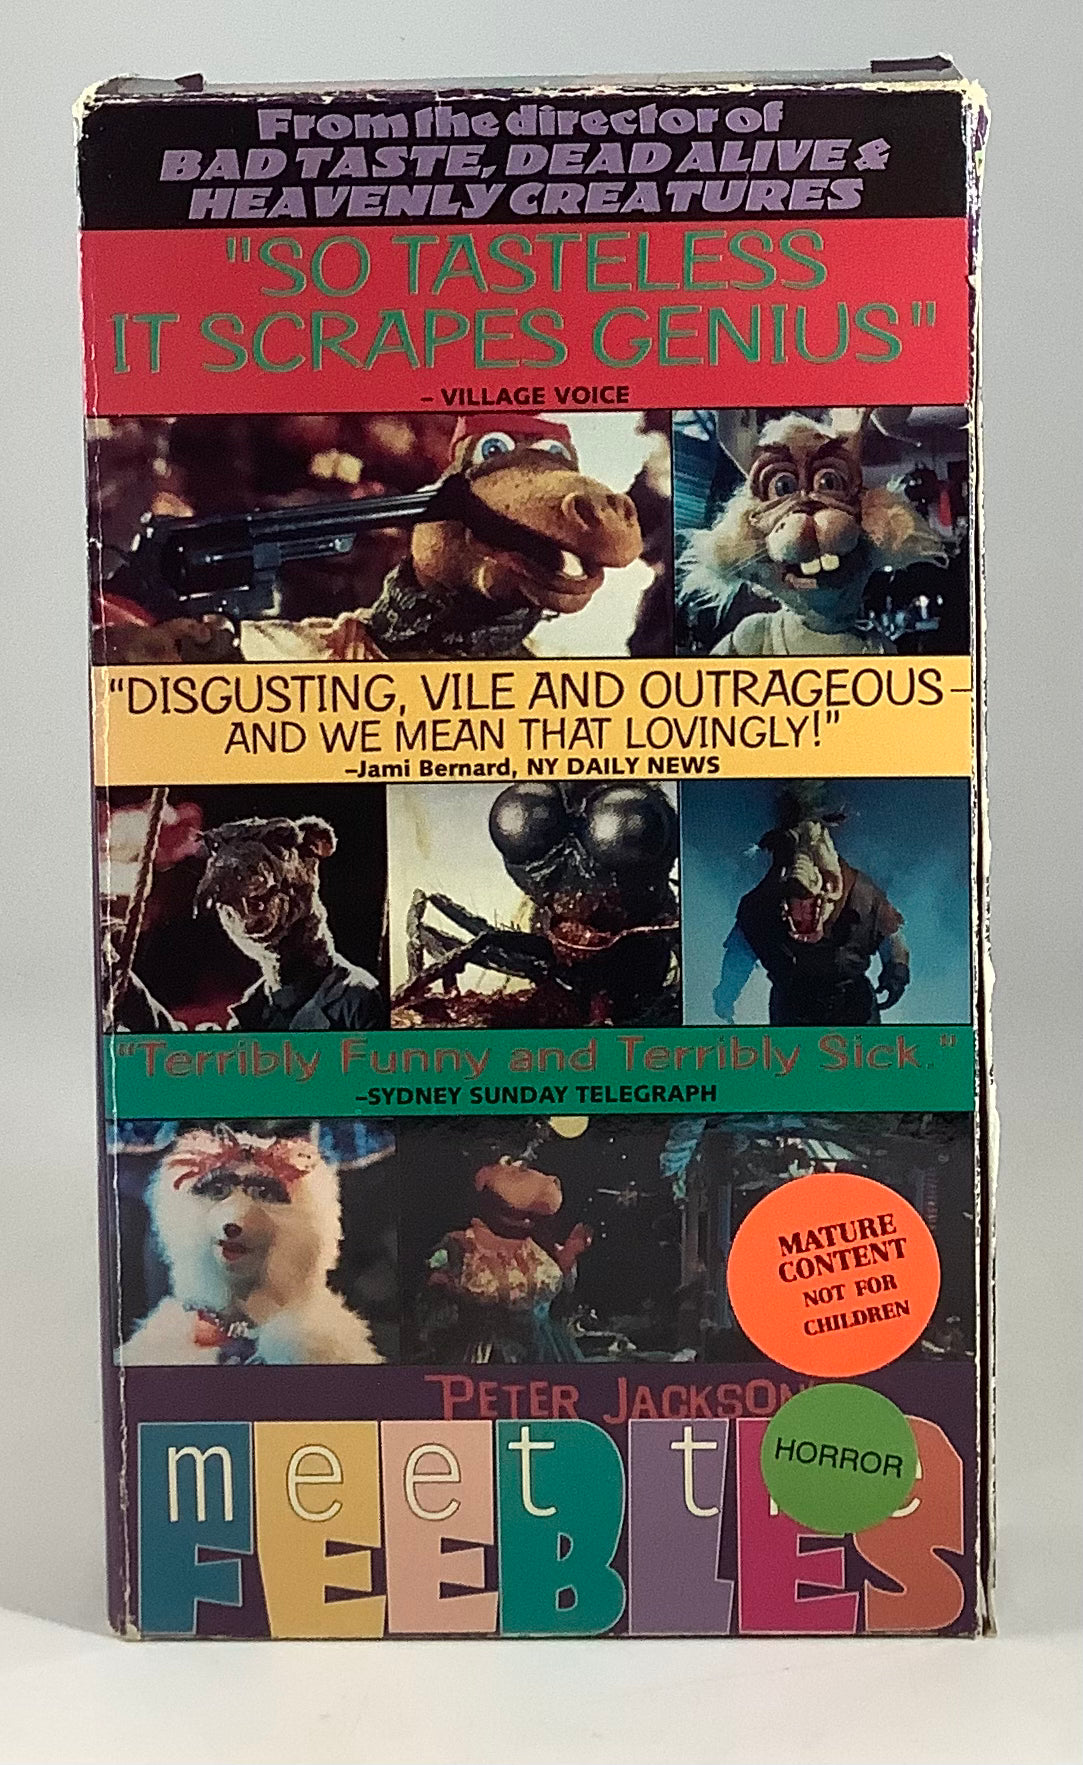 From the director of
BAD TASTE, DEAD ALIVE &
HEAVENLY CREATURES
"SO TASTELESS
IT SCRAPES GENIUS"
– VILLAGE VOICE
"DISGUSTING, VILE AND OUTRAGEOUS–
AND WE MEAN THAT LOVINGLY!"
–Jami Bernard, NY DAILY NEWS
"Terribly Funny and Terribly Sick."
–SYDNEY SUNDAY TELEGRAPH
MATURE
CONTENT
NOT FOR
CHILDREN
PETER JACKSON'
HORROR
meet the
FEEBLES